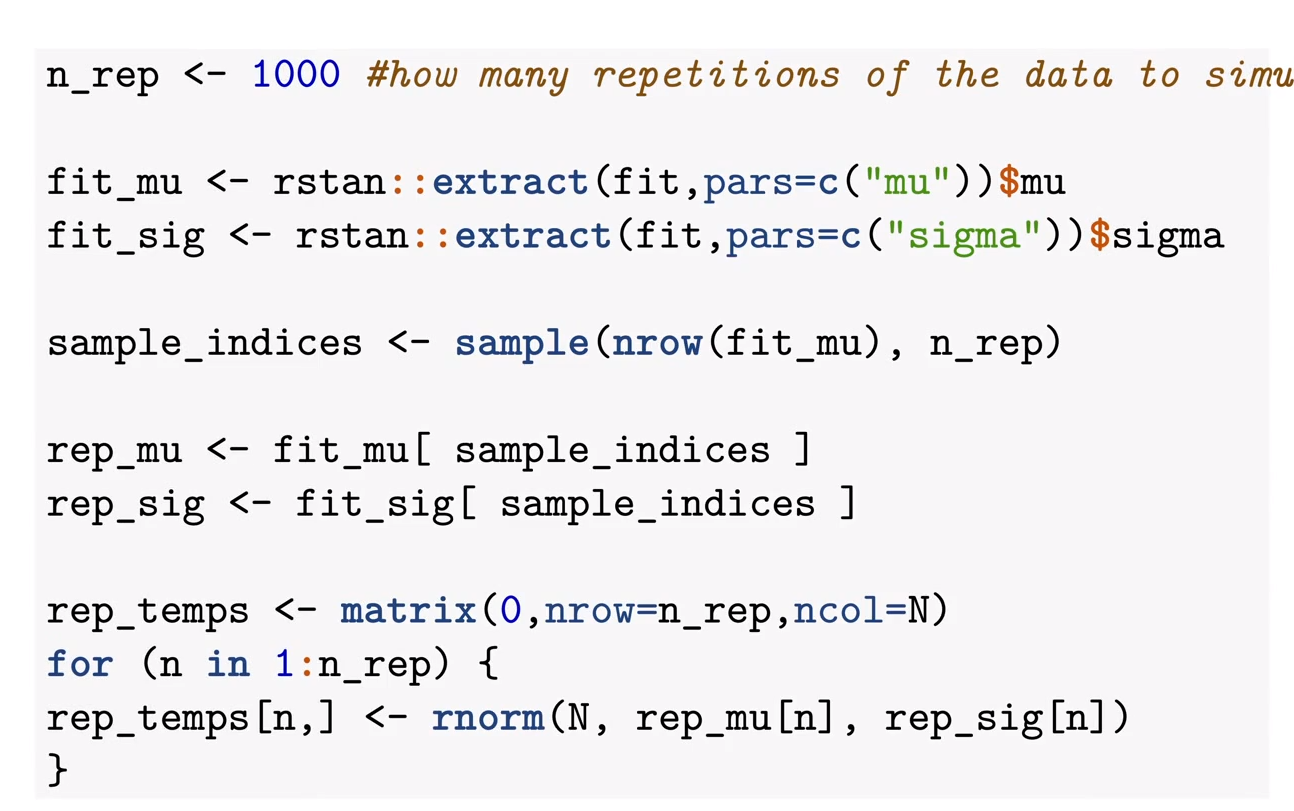 n_rep <- 1000 #how many repetitions of the data to simu
fit_mu <- rstan::extract(fit,pars=c("mu"))$mu
fit_sig <- rstan::extract(fit,pars=c("sigma"))$sigma
sample_indices <- sample(nrow(fit_mu), n_rep)
rep_mu <- fit_mu[ sample_indices ]
rep_sig <- fit_sig[ sample_indices ]
rep_temps <- matrix(0,nrow=n_rep,ncol=N)
for (n in 1:n_rep) {
rep_temps[n,] <- rnorm(N, rep_mu[n], rep_sig[n])
}